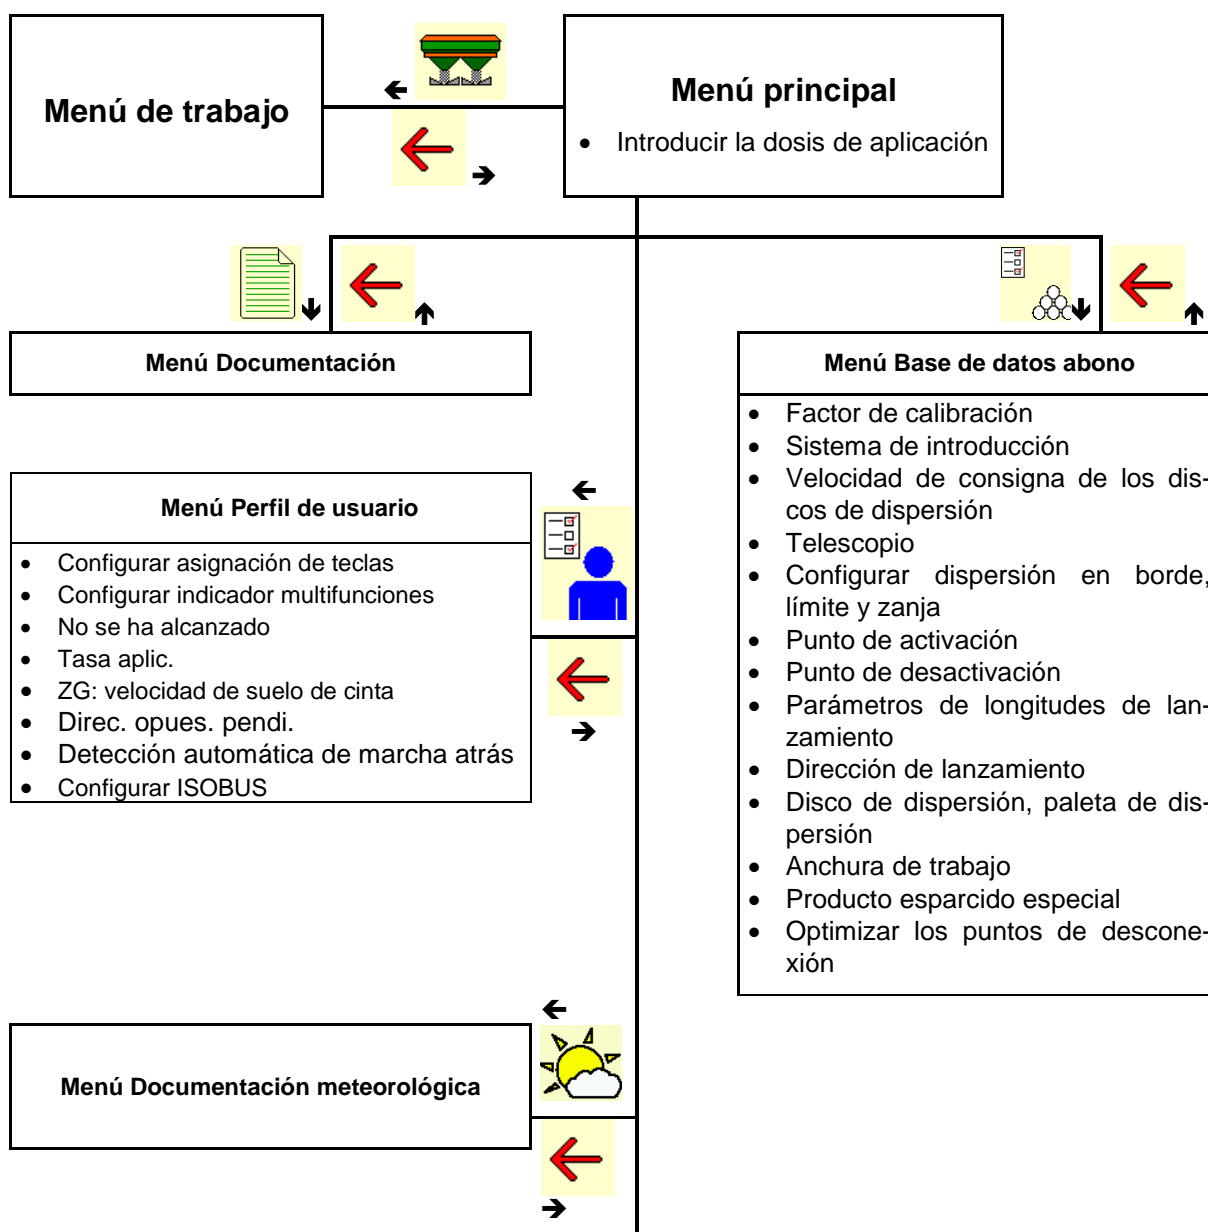 Menú de trabajo
Menú principal
• Introducir la dosis de aplicación
Menú Documentación
Menú Base de datos abono
• Factor de calibración
• Sistema de introducción
• Velocidad de consigna de los dis-
cos de dispersión
• Telescopio
• Configurar dispersión en borde,
límite y zanja
• Punto de activación
• Punto de desactivación
• Parámetros de longitudes de lan-
zamiento
• Dirección de lanzamiento
• Disco de dispersión, paleta de dis-
persión
• Anchura de trabajo
• Producto esparcido especial
• Optimizar los puntos de descone-
xión
Menú Perfil de usuario
• Configurar asignación de teclas
• Configurar indicador multifunciones
• No se ha alcanzado
• Tasa aplic.
• ZG: velocidad de suelo de cinta
• Direc. opues. pendi.
• Detección automática de marcha atrás
• Configurar ISOBUS
Menú Documentación meteorológica